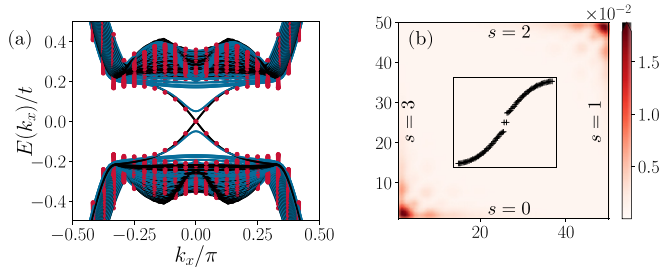 (a)
E(k_x)/t
0.4
0.2
0.0
−0.2
−0.4
−0.50 −0.25 0.00 0.25 0.50
k_x/π
(b)
50
40
30
20
10
20 40
s = 2
s = 3
s = 1
s = 0
×10⁻²
1.5
1.0
0.5